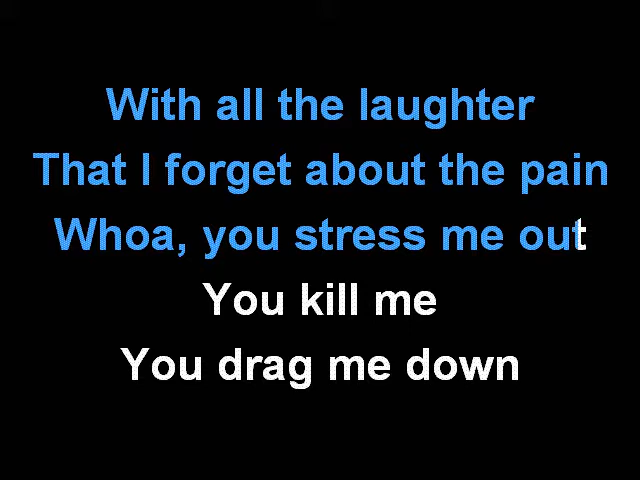 With all the laughter
That I forget about the pain
Whoa, you stress me out
You kill me
You drag me down